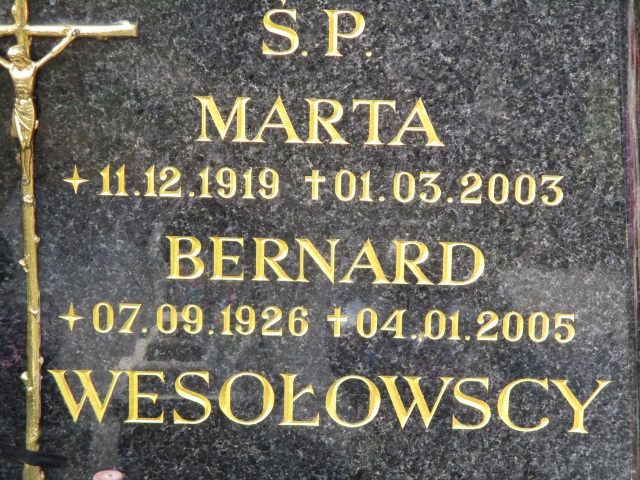 Ś.P.
MARTA
✦11.12.1919 ✝01.03.2003
BERNARD
✦07.09.1926 ✝04.01.2005
WESOŁOWSCY